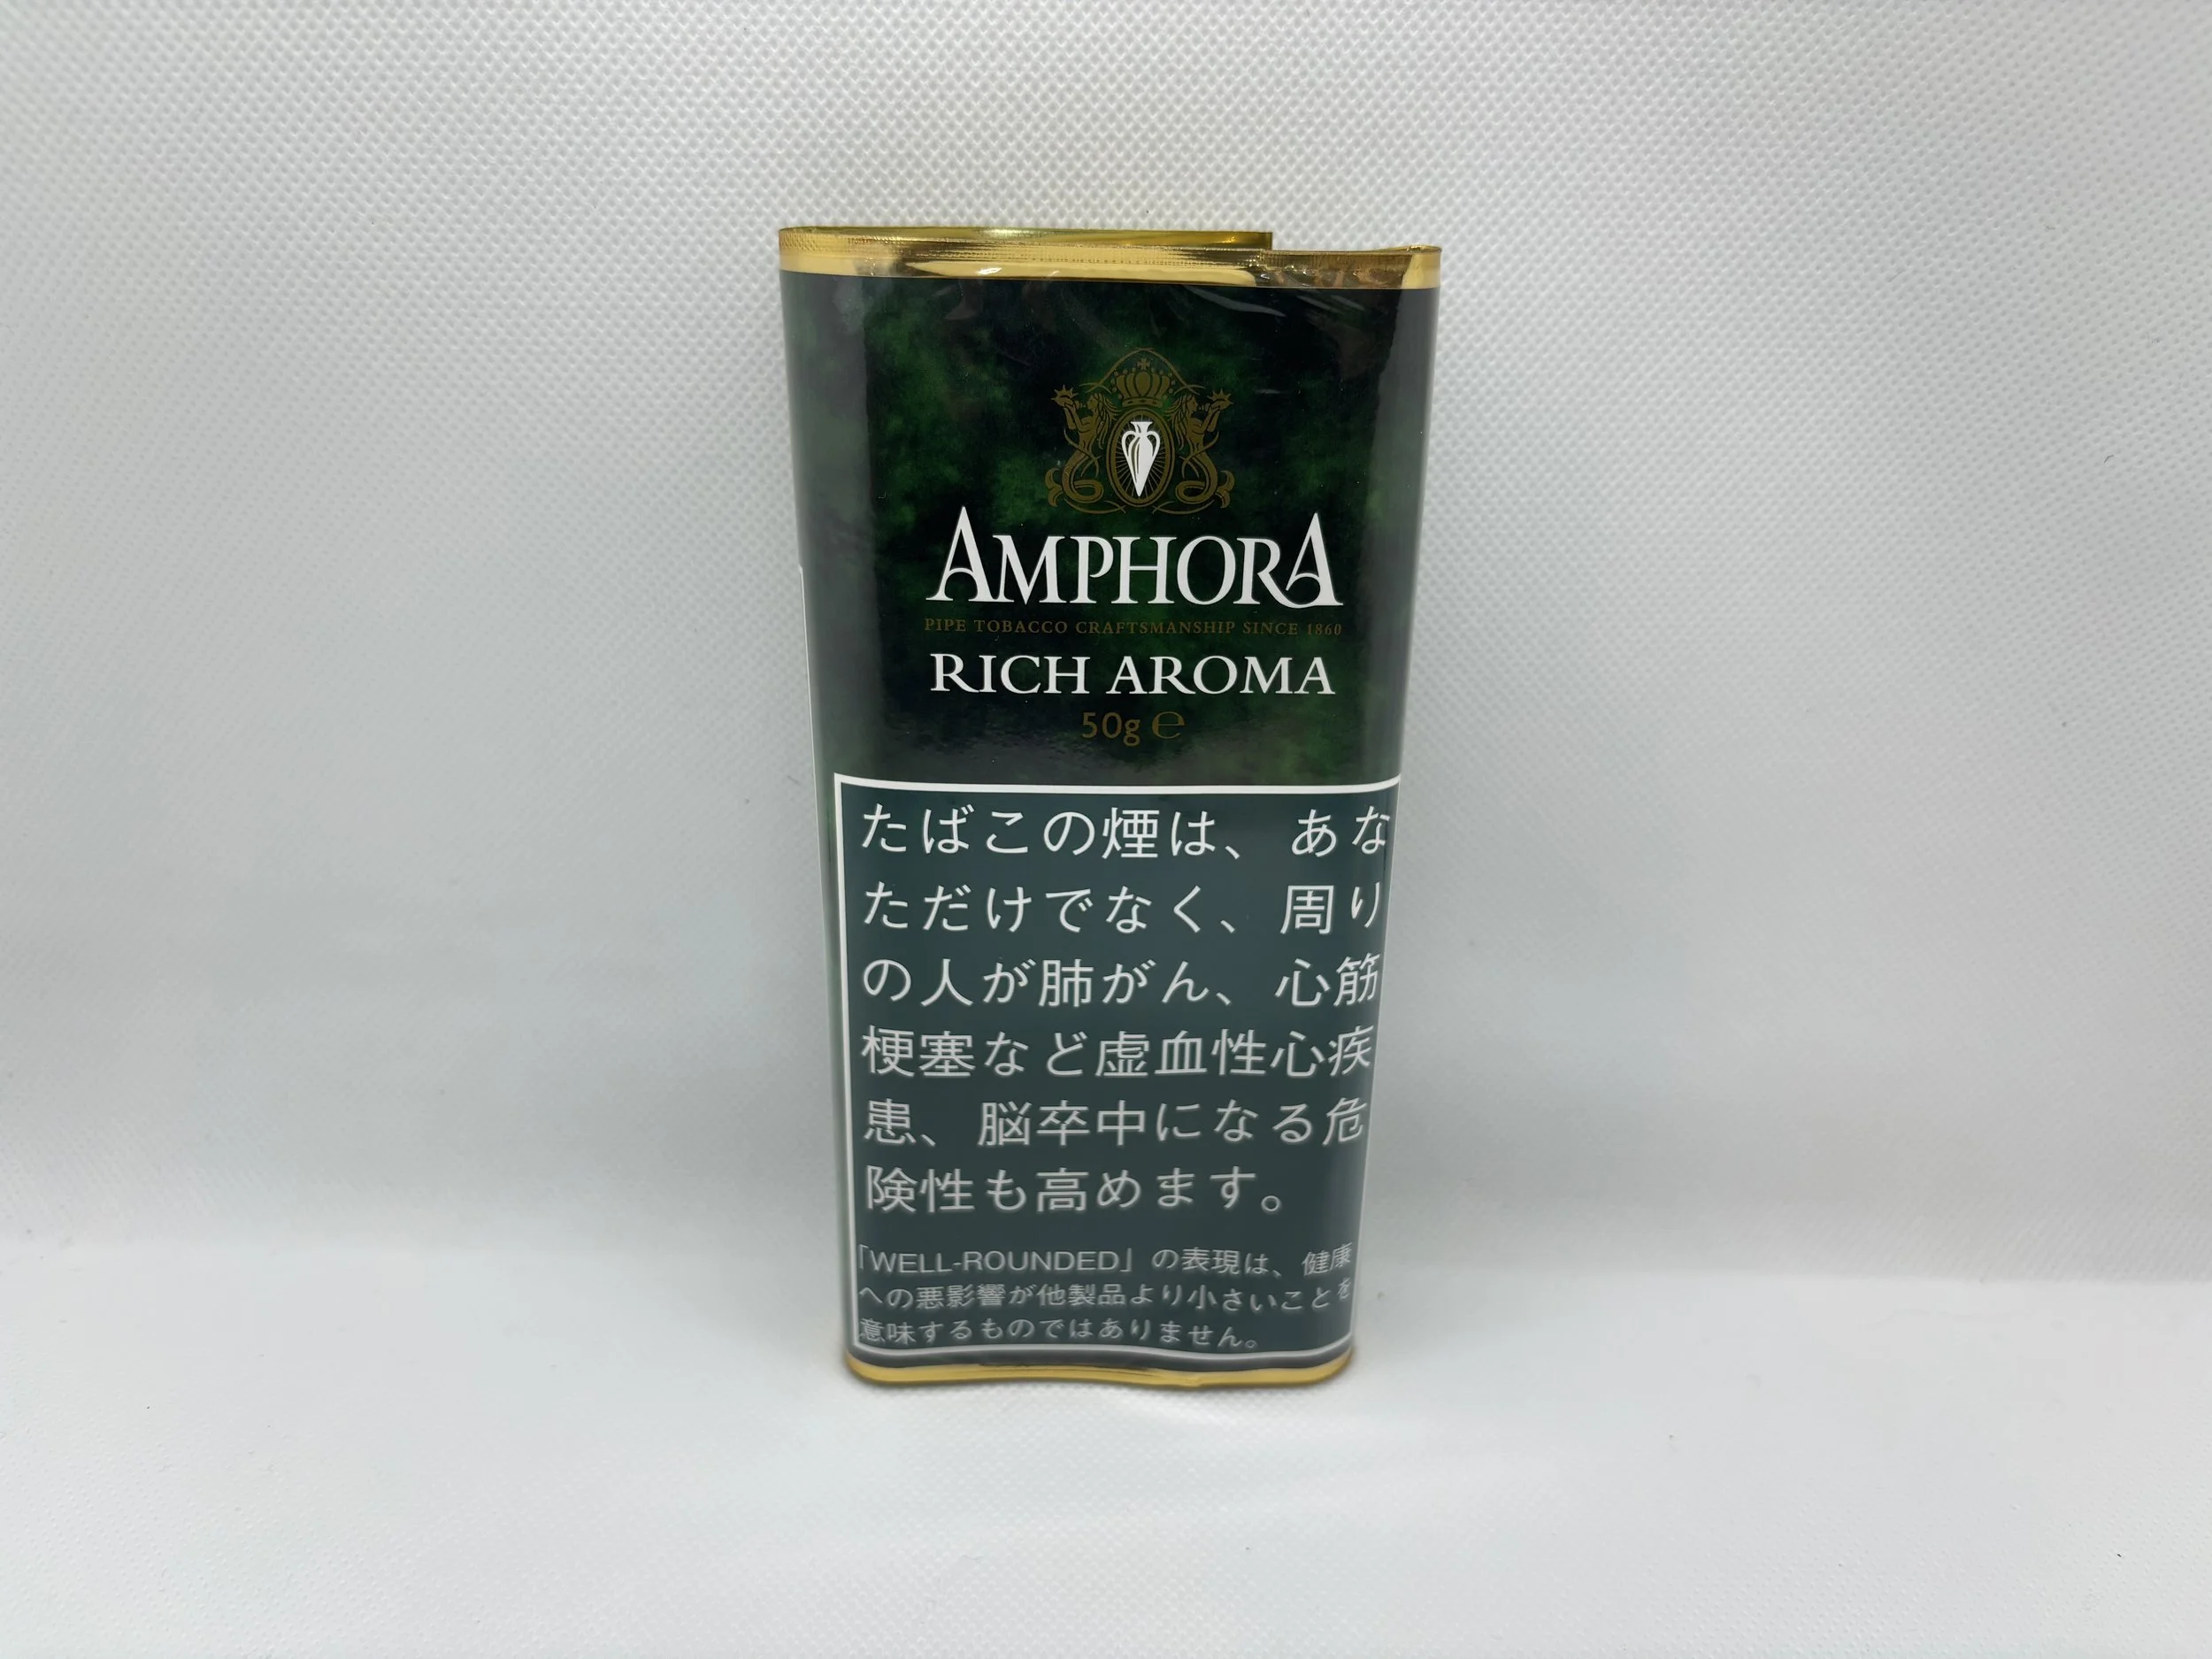 AMPHORA
PIPE TOBACCO CRAFTSMANSHIP SINCE 1860
RICH AROMA
50g ℮
たばこの煙は、あな
ただけでなく、周り
の人が肺がん、心筋
梗塞など虚血性心疾
患、脳卒中になる危
険性も高めます。
「WELL-ROUNDED」の表現は、健康
への悪影響が他製品より小さいことを
意味するものではありません。